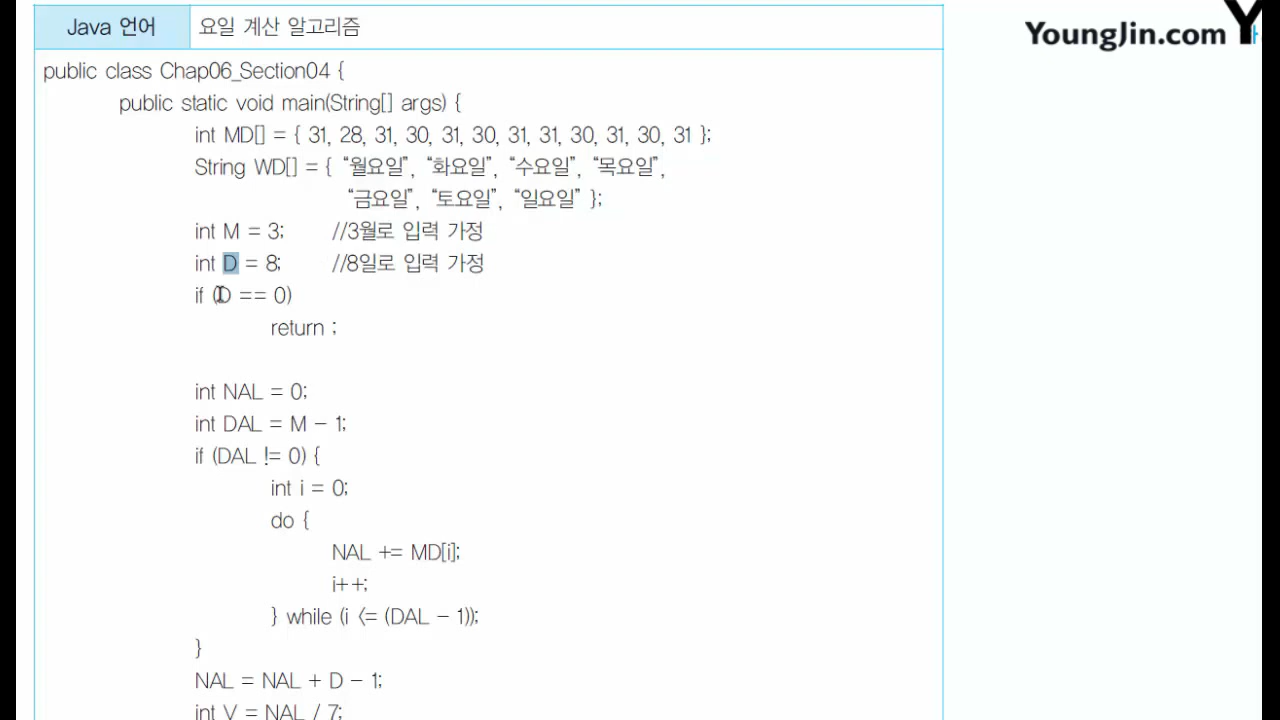 Java 언어 요일 계산 알고리즘
YoungJin.com Y
public class Chap06_Section04 {
public static void main(String[] args) {
int MD[] = { 31, 28, 31, 30, 31, 30, 31, 31, 30, 31, 30, 31 };
String WD[] = { “월요일”, “화요일”, “수요일”, “목요일”,
“금요일”, “토요일”, “일요일” };
int M = 3; //3월로 입력 가정
int D = 8; //8일로 입력 가정
if (D == 0)
return ;
int NAL = 0;
int DAL = M - 1;
if (DAL != 0) {
int i = 0;
do {
NAL += MD[i];
i++;
} while (i <= (DAL - 1));
}
NAL = NAL + D - 1;
int V = NAL / 7;